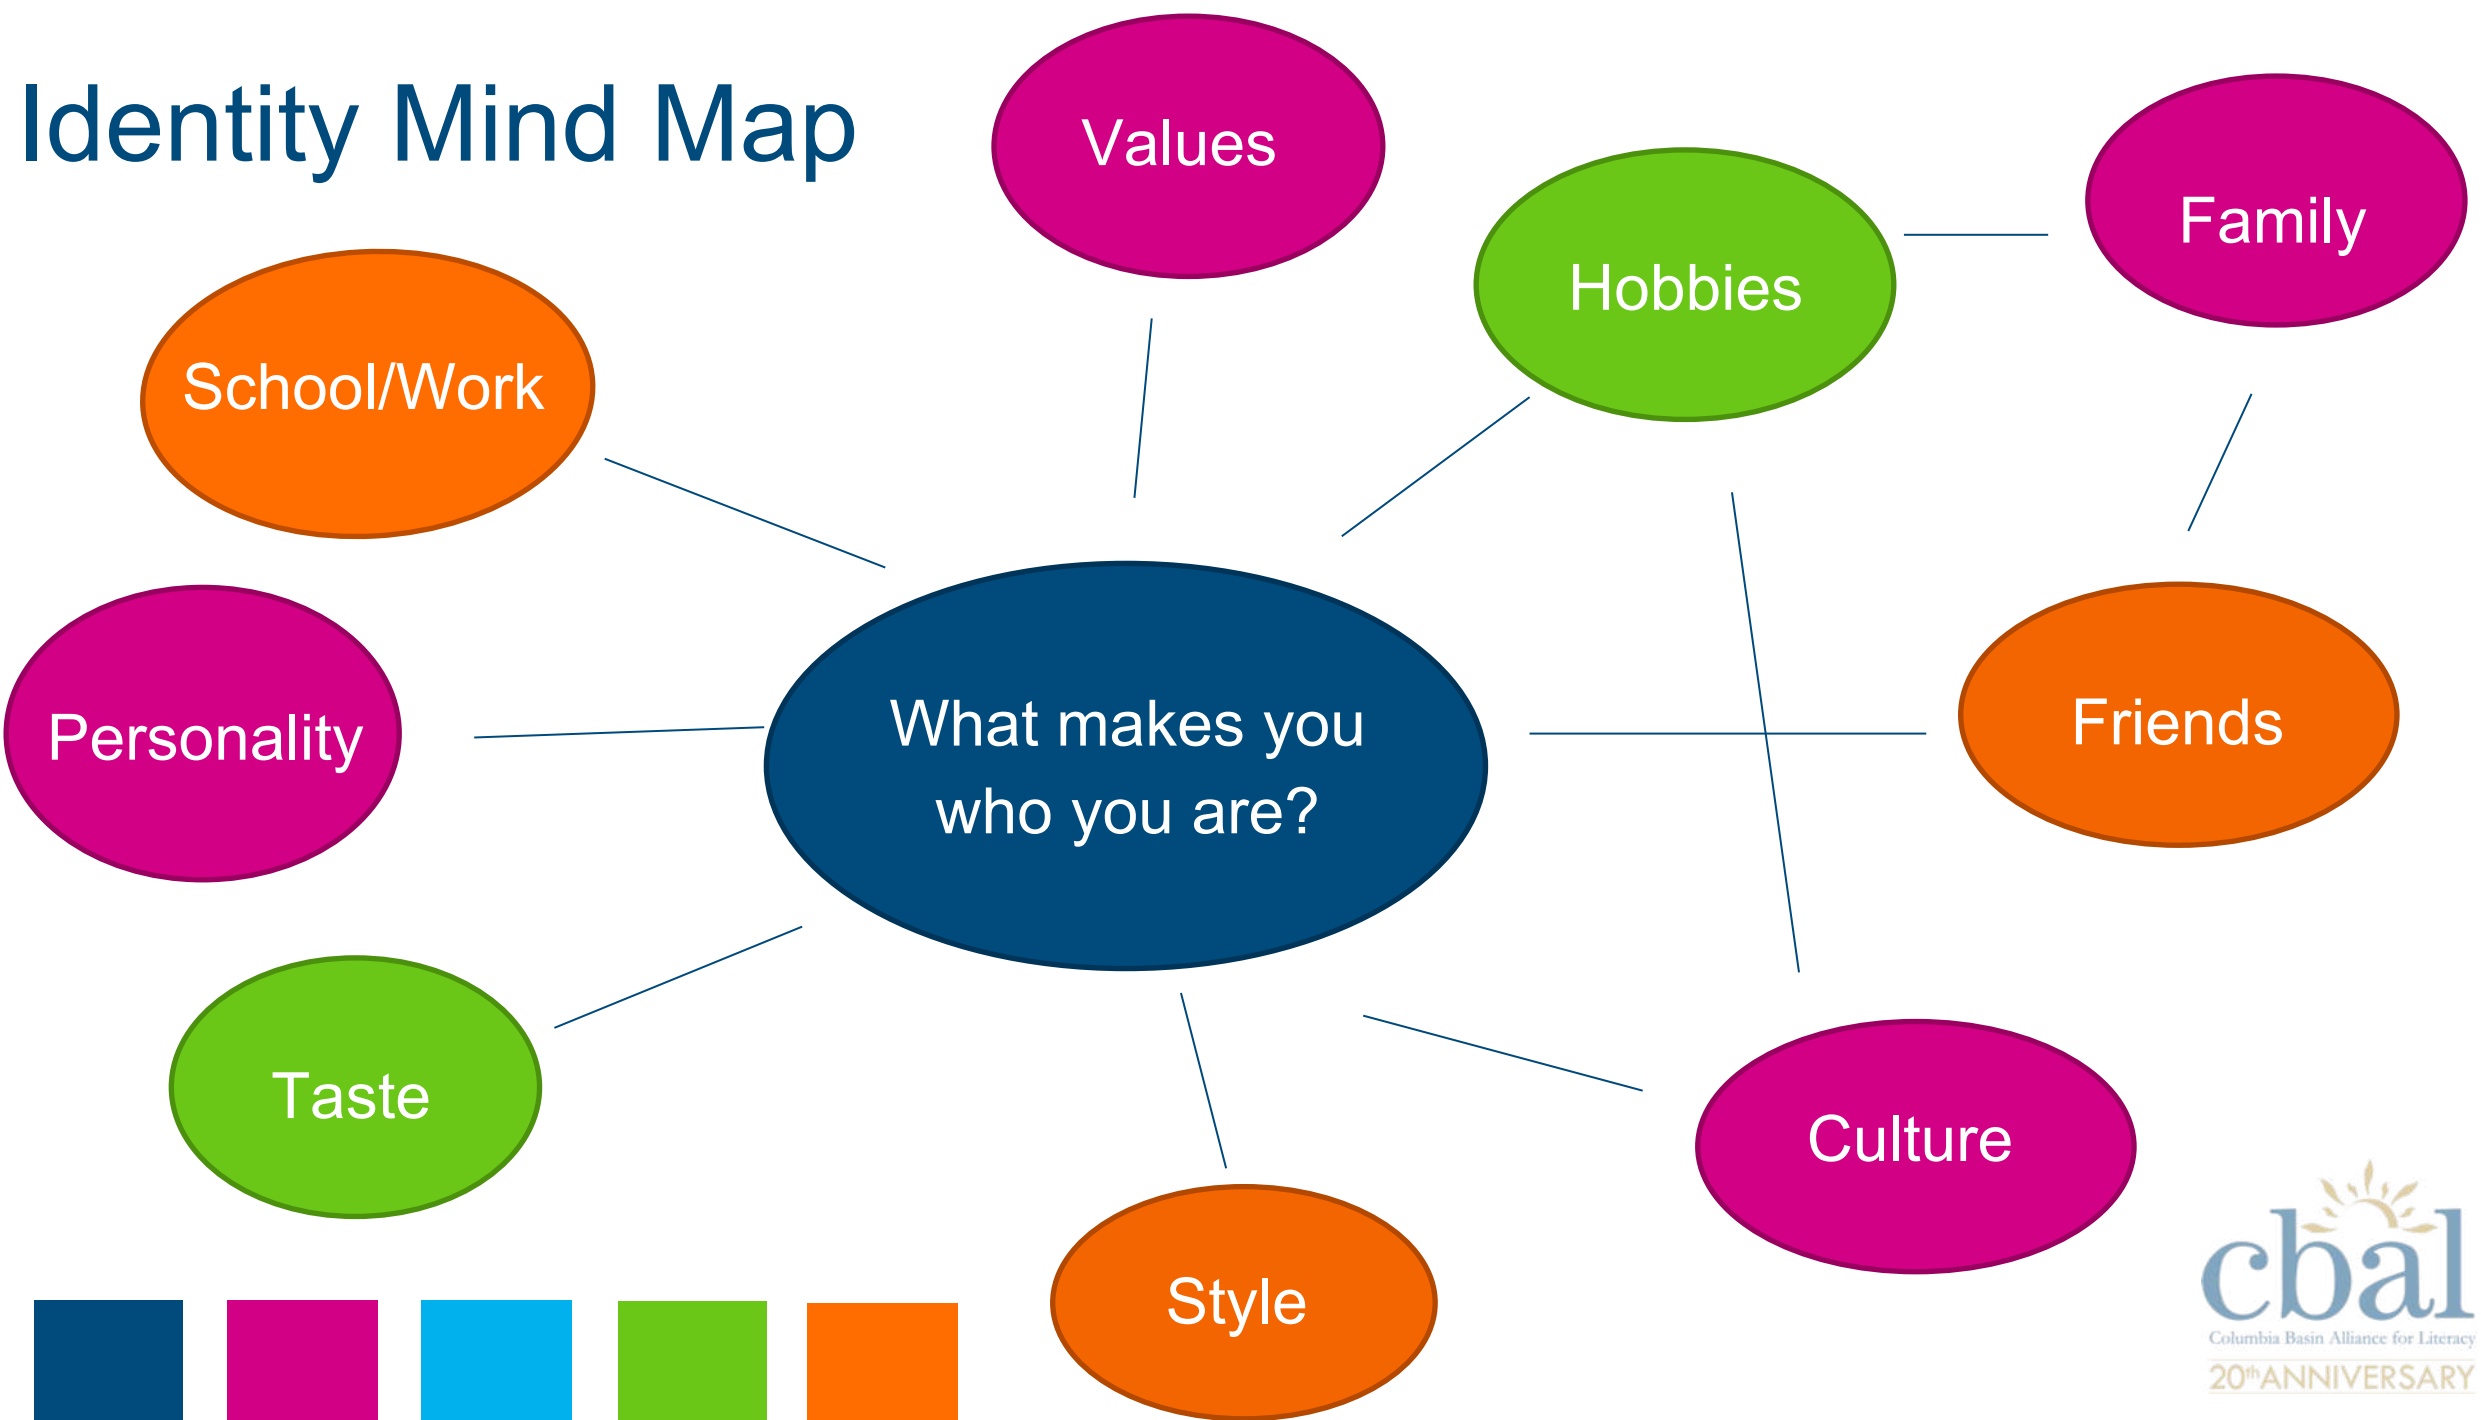 Identity Mind Map
Values
Family
Hobbies
School/Work
Personality
What makes you
who you are?
Friends
Taste
Culture
Style
cbal
Columbia Basin Alliance for Literacy
20th ANNIVERSARY